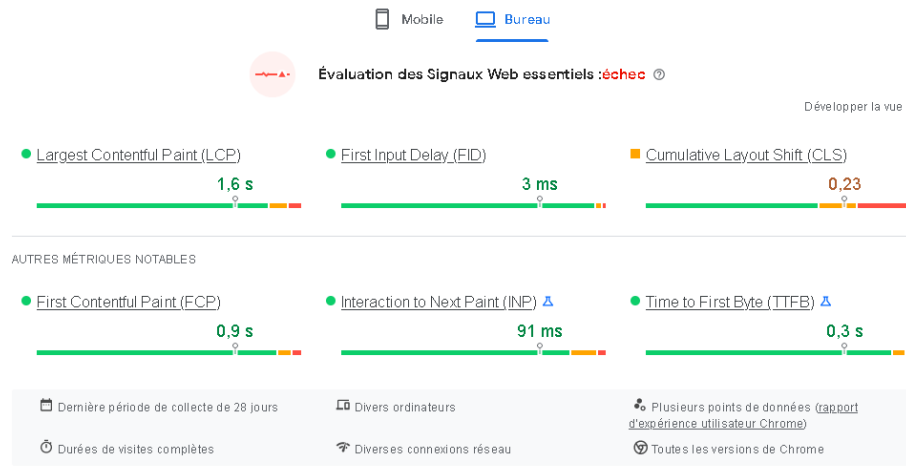 Mobile
Bureau
Évaluation des Signaux Web essentiels :échec
Développer la vue
Largest Contentful Paint (LCP)
1,6 s
First Input Delay (FID)
3 ms
Cumulative Layout Shift (CLS)
0,23
AUTRES MÉTRIQUES NOTABLES
First Contentful Paint (FCP)
0,9 s
Interaction to Next Paint (INP)
91 ms
Time to First Byte (TTFB)
0,3 s
Dernière période de collecte de 28 jours
Divers ordinateurs
Plusieurs points de données (rapport
d'expérience utilisateur Chrome)
Durées de visites complètes
Diverses connexions réseau
Toutes les versions de Chrome